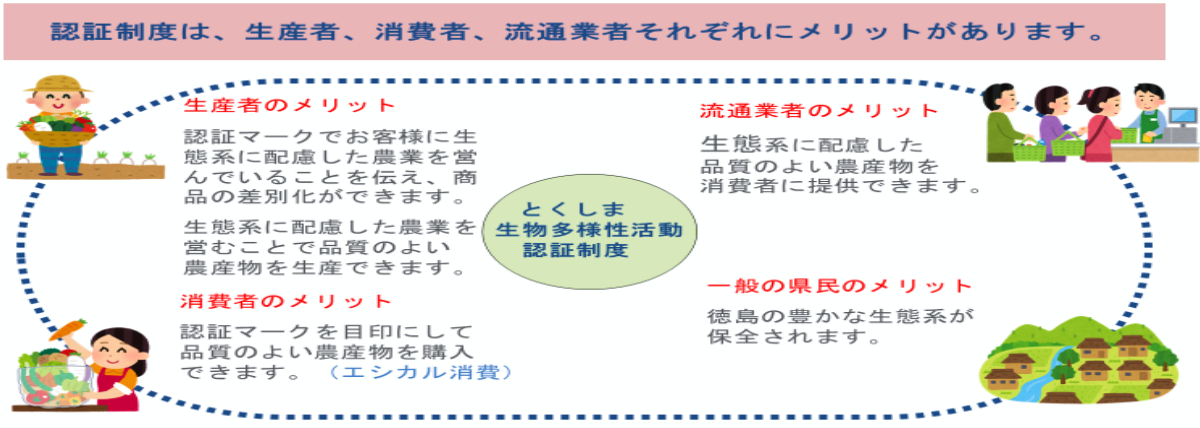 認証制度は、生産者、消費者、流通業者それぞれにメリットがあります。
生産者のメリット
認証マークでお客様に生
態系に配慮した農業を営
んでいることを伝え、商
品の差別化ができます。
生態系に配慮した農業を
営むことで品質のよい
農産物を生産できます。
消費者のメリット
認証マークを目印にして
品質のよい農産物を購入
できます。（エシカル消費）
とくしま
生物多様性活動
認証制度
流通業者のメリット
生態系に配慮した
品質のよい農産物を
消費者に提供できます。
一般の県民のメリット
徳島の豊かな生態系が
保全されます。